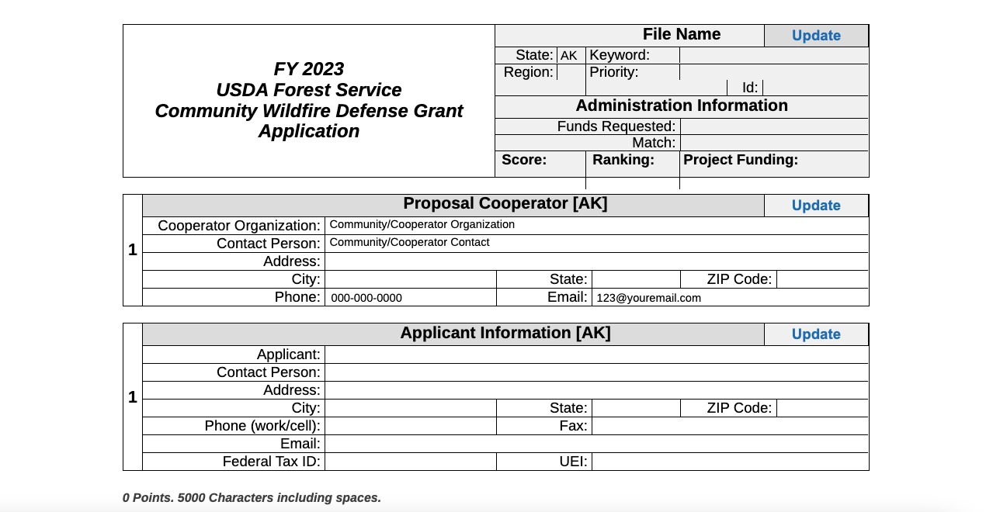 FY 2023
USDA Forest Service
Community Wildfire Defense Grant
Application
File Name Update
State: AK Keyword:
Region: Priority:
Id:
Administration Information
Funds Requested:
Match:
Score: Ranking: Project Funding:
Proposal Cooperator [AK] Update
1
Cooperator Organization: Community/Cooperator Organization
Contact Person: Community/Cooperator Contact
Address:
City: State: ZIP Code:
Phone: 000-000-0000 Email: 123@youremail.com
Applicant Information [AK] Update
1
Applicant:
Contact Person:
Address:
City: State: ZIP Code:
Phone (work/cell): Fax:
Email:
Federal Tax ID: UEI:
0 Points. 5000 Characters including spaces.